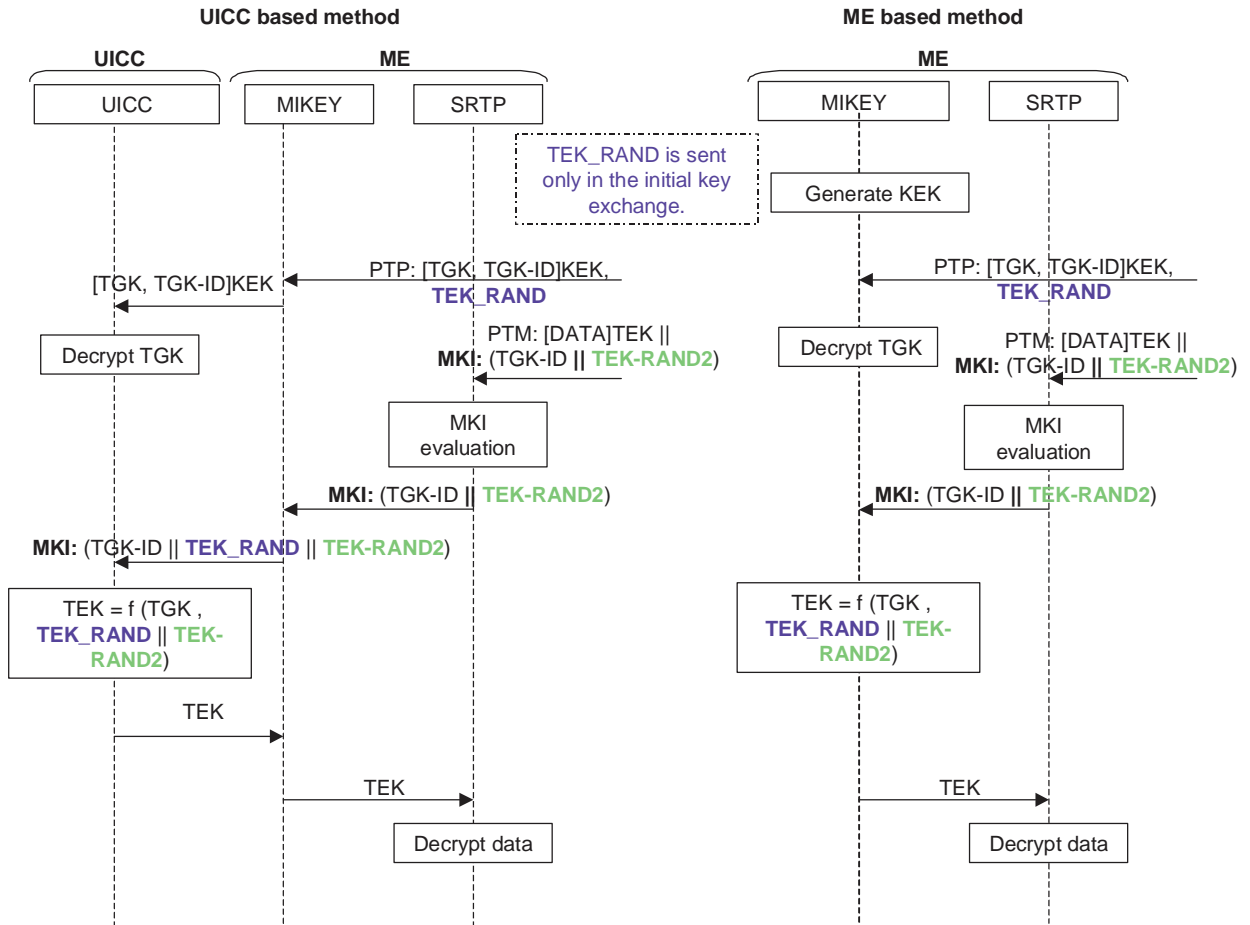 UICC based method
UICC
ME
UICC
MIKEY
SRTP
TEK_RAND is sent
only in the initial key
exchange.
PTP: [TGK, TGK-ID]KEK,
TEK_RAND
[TGK, TGK-ID]KEK
Decrypt TGK
PTM: [DATA]TEK ||
MKI: (TGK-ID || TEK-RAND2)
MKI
evaluation
MKI: (TGK-ID || TEK-RAND2)
MKI: (TGK-ID || TEK_RAND || TEK-RAND2)
TEK = f (TGK ,
TEK_RAND || TEK-
RAND2)
TEK
TEK
Decrypt data
ME based method
ME
MIKEY
SRTP
Generate KEK
PTP: [TGK, TGK-ID]KEK,
TEK_RAND
Decrypt TGK
PTM: [DATA]TEK ||
MKI: (TGK-ID || TEK-RAND2)
MKI
evaluation
MKI: (TGK-ID || TEK-RAND2)
TEK = f (TGK ,
TEK_RAND || TEK-
RAND2)
TEK
Decrypt data